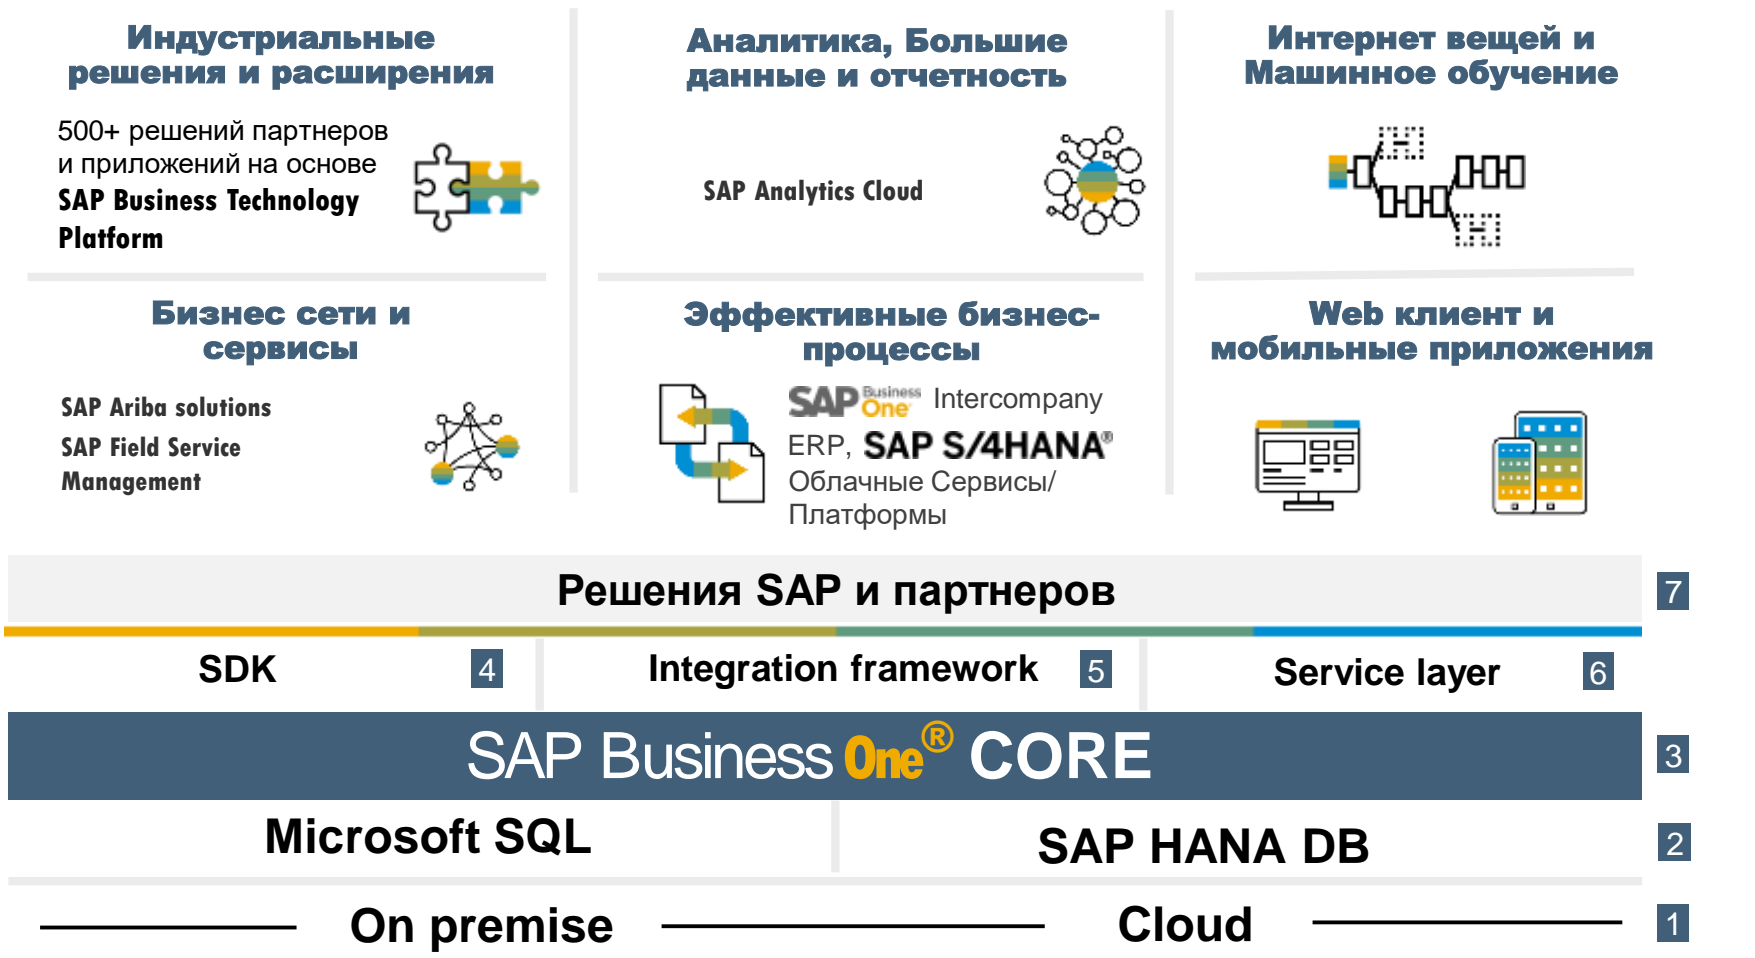 Индустриальные
решения и расширения
500+ решений партнеров
и приложений на основе
SAP Business Technology
Platform
Аналитика, Большие
данные и отчетность
SAP Analytics Cloud
Интернет вещей и
Машинное обучение
Бизнес сети и
сервисы
SAP Ariba solutions
SAP Field Service
Management
Эффективные бизнес-
процессы
SAP Business One Intercompany
ERP, SAP S/4HANA®
Облачные Сервисы/
Платформы
Web клиент и
мобильные приложения
Решения SAP и партнеров 7
SDK 4
Integration framework 5
Service layer 6
SAP Business One® CORE 3
Microsoft SQL
SAP HANA DB 2
On premise
Cloud 1